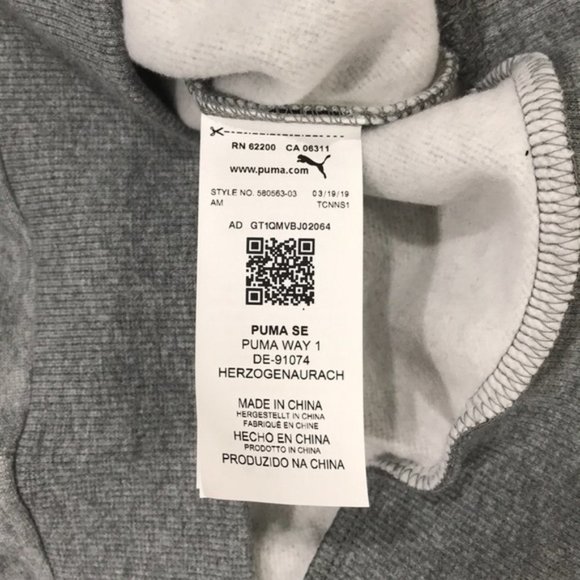 RN 62200 CA 06311
www.puma.com
STYLE NO. 580563-03 03/19/19
AM TCNNS1
AD GT1QMVBJ02064
PUMA SE
PUMA WAY 1
DE-91074
HERZOGENAURACH
MADE IN CHINA
HERGESTELLT IN CHINA
FABRIQUÉ EN CHINE
HECHO EN CHINA
PRODOTTO IN CHINA
PRODUZIDO NA CHINA